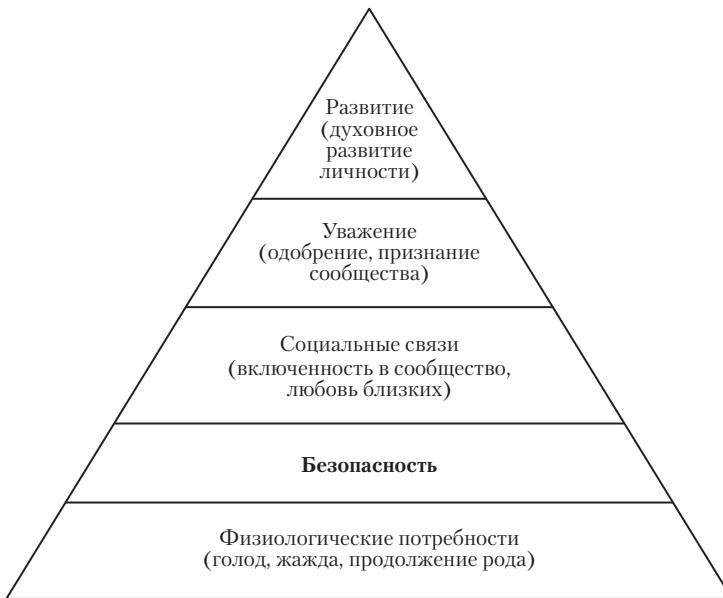 Развитие
(духовное
развитие
личности)
Уважение
(одобрение, признание
сообщества)
Социальные связи
(включенность в сообщество,
любовь близких)
Безопасность
Физиологические потребности
(голод, жажда, продолжение рода)